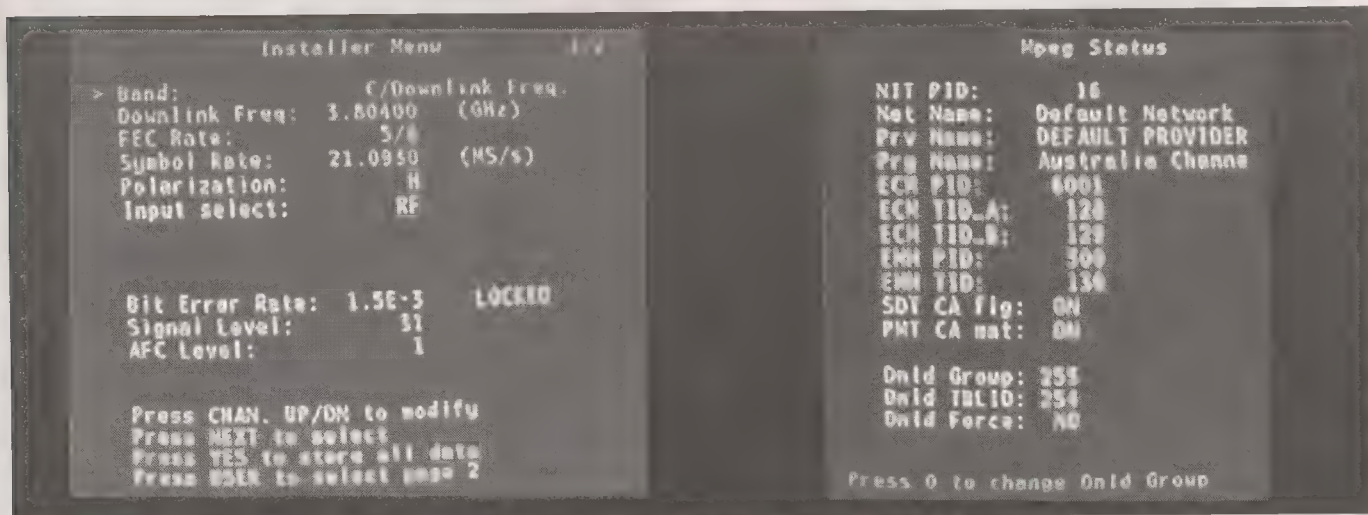 Installer Menu
> Band: C/Downlink Freq.
Downlink Freq: 3.80400 (GHz)
FEC Rate:
Symbol Rate: (MS/s)
Polarization: H
Input select: RF
Bit Error Rate: 1.5E-3 LOCKED
Signal Level: 31
AFC Level: 1
Press CHAN. UP/DN to modify
Press NEXT to select
Press YES to store all data
Press USER to select page 2
Mpeg Status
NIT PID: 16
Net Name: Default Network
Prv Name: DEFAULT PROVIDER
Prg Name: Australia Channe
ECM PID: 6001
ECM TID_A: 128
ECM TID_B: 129
EMM PID:
EMM TID:
SDT CA flg: ON
PMT CA mat: ON
Dnld Group: 255
Dnld TBLID: 254
Dnld Force: NO
Press 0 to change Dnld Group